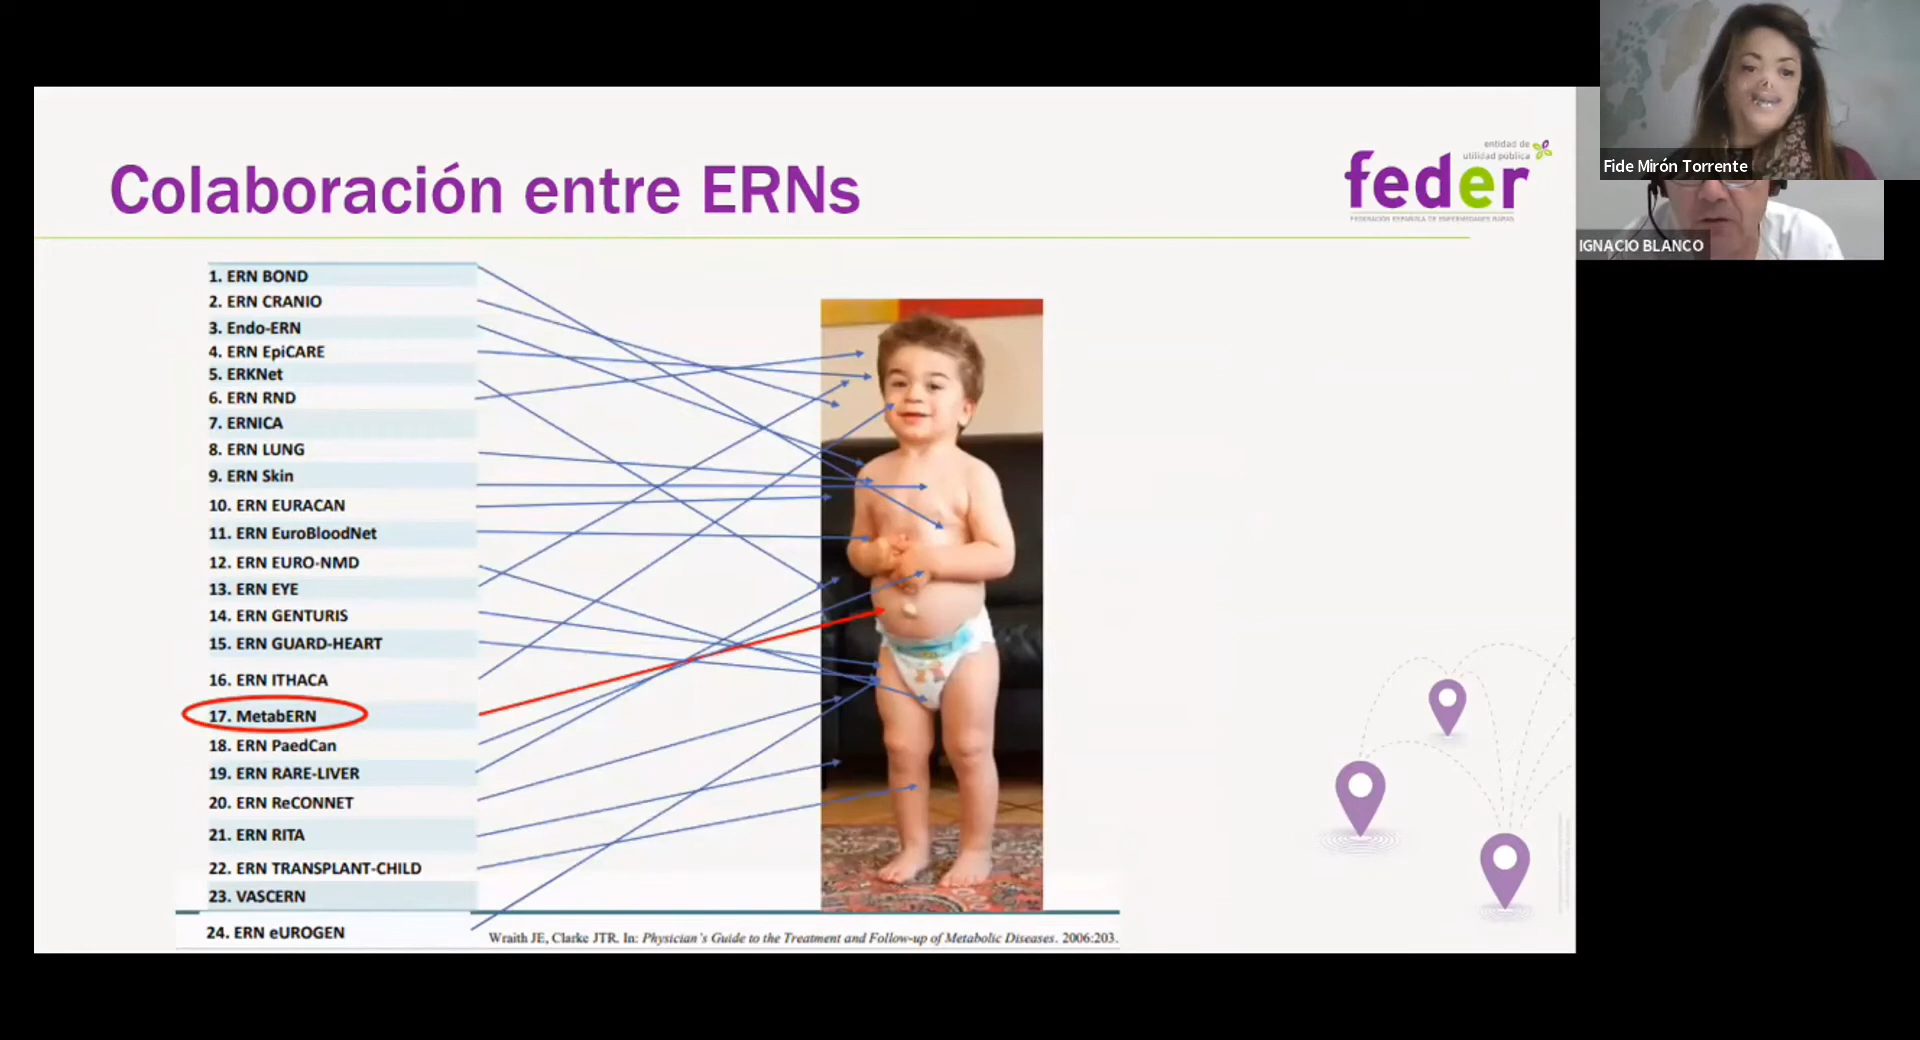 Colaboración entre ERNs
entidad de
utilidad pública
feder
FEDERACIÓN ESPAÑOLA DE ENFERMEDADES RARAS
Fide Mirón Torrente
IGNACIO BLANCO
1. ERN BOND
2. ERN CRANIO
3. Endo-ERN
4. ERN EpiCARE
5. ERKNet
6. ERN RND
7. ERNICA
8. ERN LUNG
9. ERN Skin
10. ERN EURACAN
11. ERN EuroBloodNet
12. ERN EURO-NMD
13. ERN EYE
14. ERN GENTURIS
15. ERN GUARD-HEART
16. ERN ITHACA
17. MetabERN
18. ERN PaedCan
19. ERN RARE-LIVER
20. ERN ReCONNET
21. ERN RITA
22. ERN TRANSPLANT-CHILD
23. VASCERN
24. ERN eUROGEN
Wraith JE, Clarke JTR. In: Physician's Guide to the Treatment and Follow-up of Metabolic Diseases. 2006:203.